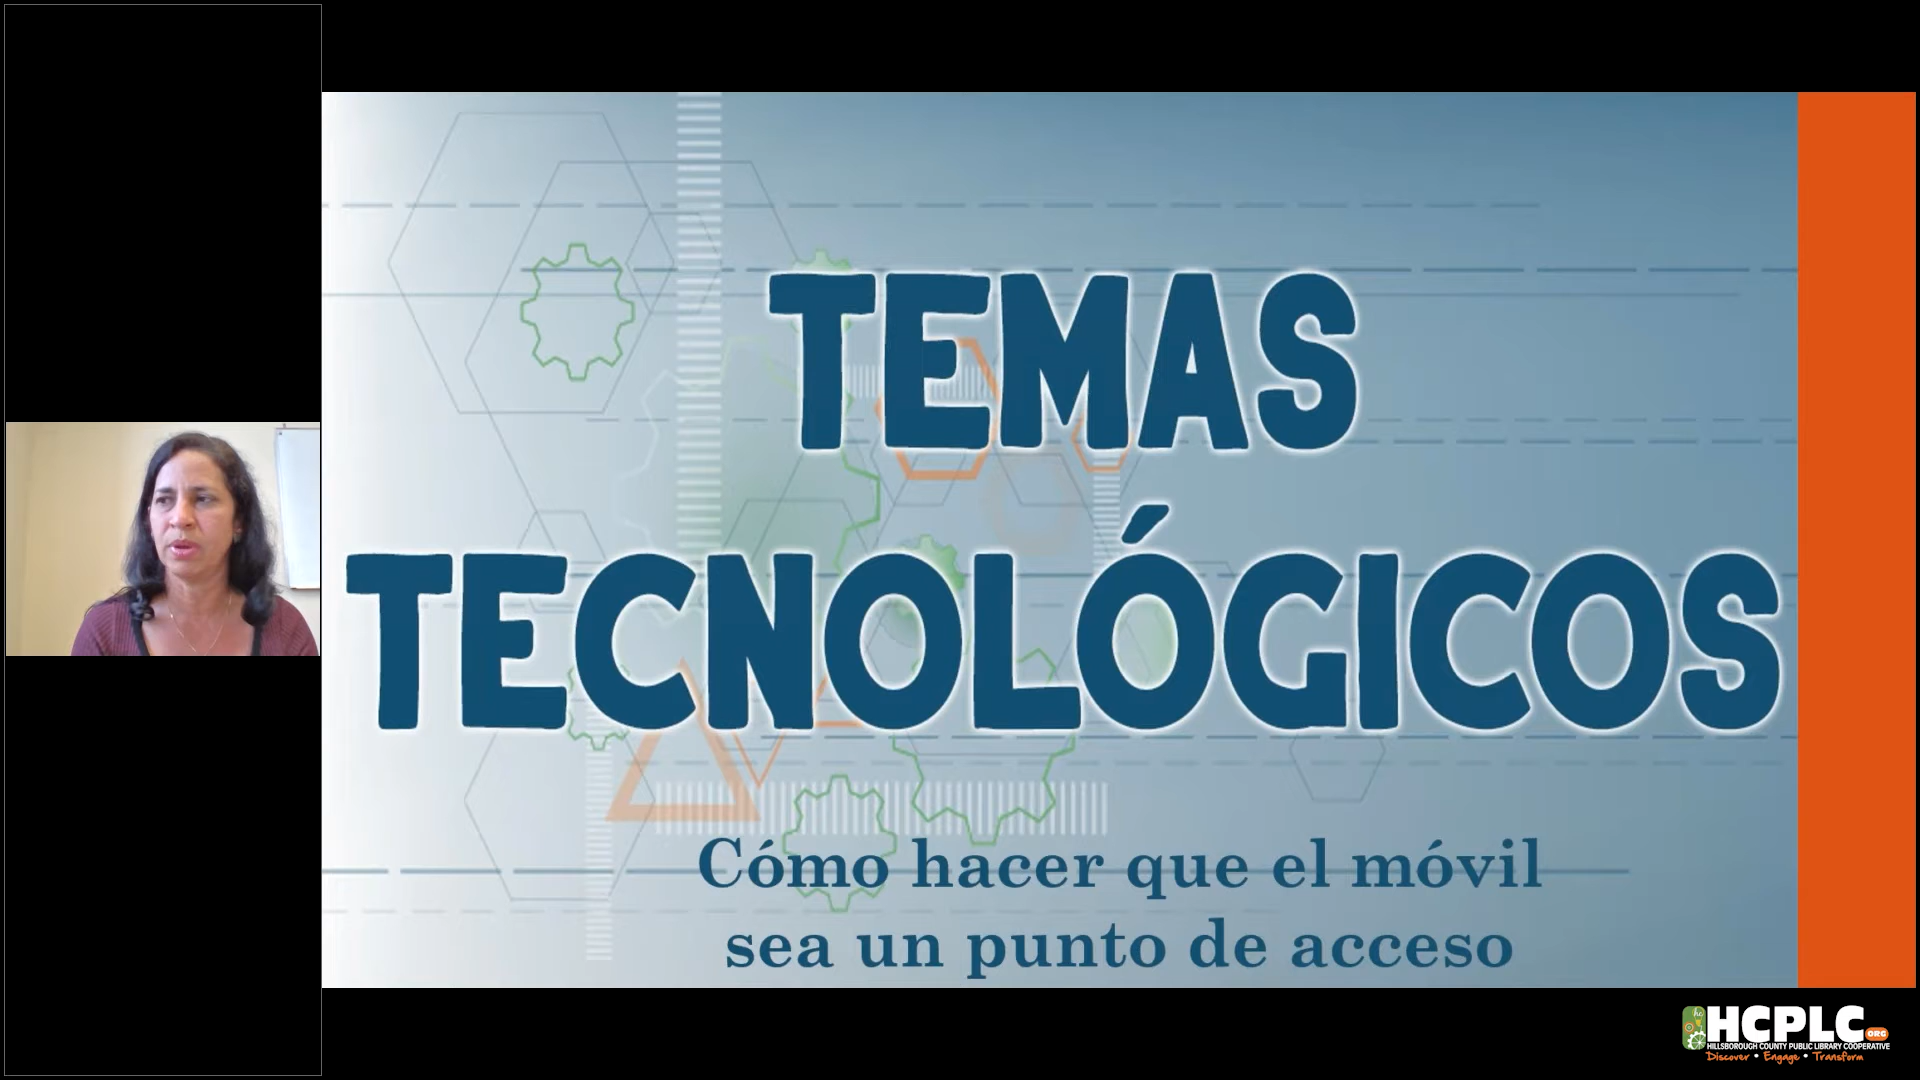 TEMAS
TECNOLÓGICOS
Cómo hacer que el móvil
sea un punto de acceso
hc
HCPLC.ORG
HILLSBOROUGH COUNTY PUBLIC LIBRARY COOPERATIVE
Discover • Engage • Transform